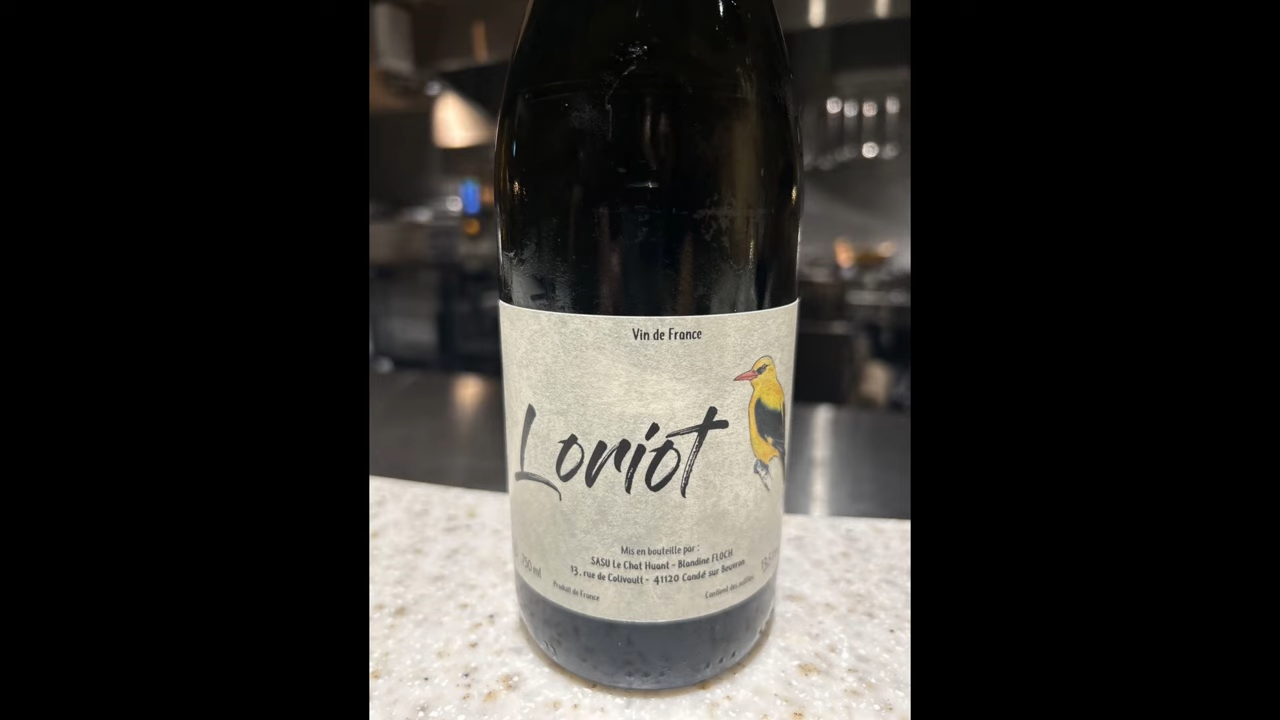 Vin de France
Loriot
Mis en bouteille par :
SASU Le Chat Huant - Blandine FLOCH
13, rue de Colivault - 41120 Candé sur Beuvron
750 ml
Produit de France
Contient des sulfites